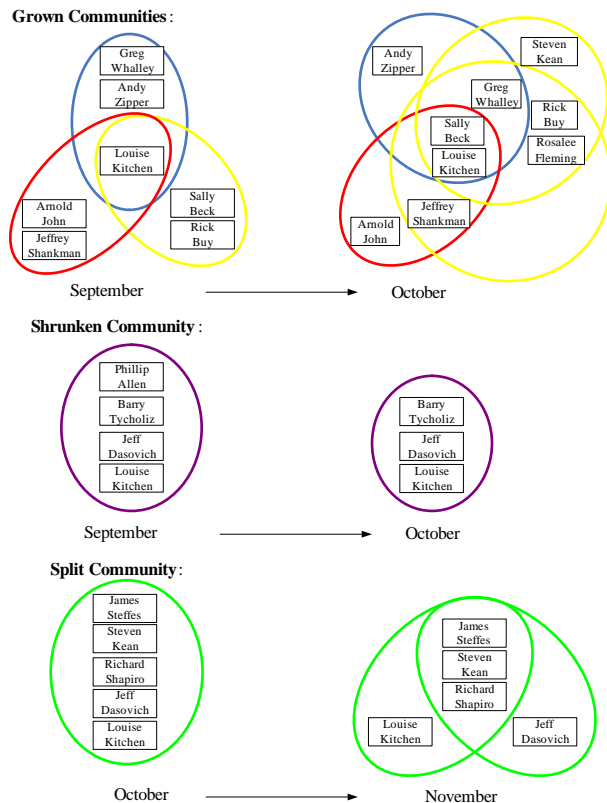 Grown Communities:
Greg
Whalley
Andy
Zipper
Louise
Kitchen
Sally
Beck
Rick
Buy
Arnold
John
Jeffrey
Shankman
September
Andy
Zipper
Steven
Kean
Greg
Whalley
Rick
Buy
Sally
Beck
Rosalee
Fleming
Louise
Kitchen
Jeffrey
Shankman
Arnold
John
October
Shrunken Community:
Phillip
Allen
Barry
Tycholiz
Jeff
Dasovich
Louise
Kitchen
September
Barry
Tycholiz
Jeff
Dasovich
Louise
Kitchen
October
Split Community:
James
Steffes
Steven
Kean
Richard
Shapiro
Jeff
Dasovich
Louise
Kitchen
October
James
Steffes
Steven
Kean
Richard
Shapiro
Louise
Kitchen
Jeff
Dasovich
November